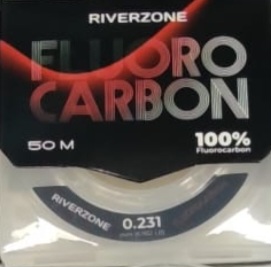 RIVERZONE
FLUORO
CARBON
50 M
100%
Fluorocarbon
RIVERZONE
0.231